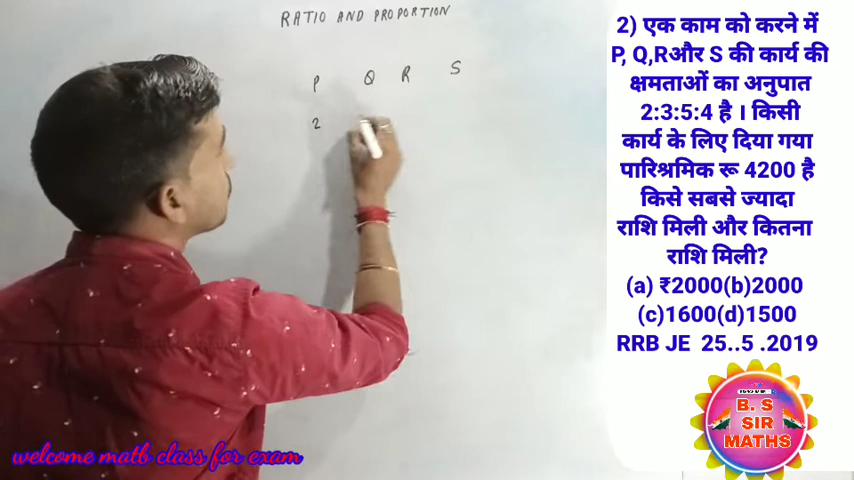 RATIO AND PROPORTION
P Q R S
2
2) एक काम को करने में
P, Q,Rऔर S की कार्य की
क्षमताओं का अनुपात
2:3:5:4 है । किसी
कार्य के लिए दिया गया
पारिश्रमिक रू 4200 है
किसे सबसे ज्यादा
राशि मिली और कितना
राशि मिली?
(a) ₹2000(b)2000
(c)1600(d)1500
RRB JE 25..5 .2019
B. S
SIR
MATHS
welcome matb class for exam